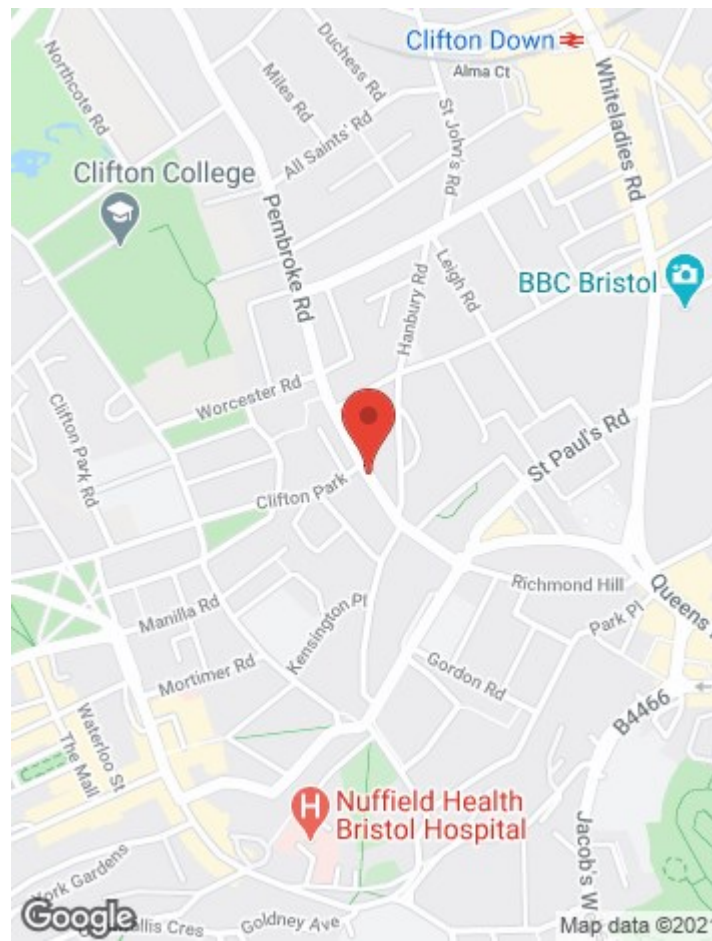 Clifton Down
Duchess Rd
Northcote Rd
Miles Rd
Alma Ct
Whiteladies Rd
St John's Rd
All Saints' Rd
Clifton College
Pembroke Rd
Leigh Rd
BBC Bristol
Hanbury Rd
Worcester Rd
Clifton Park Rd
St Paul's Rd
Clifton Park
Richmond Hill
Queens
Manilla Rd
Kensington Pl
Park Pl
Mortimer Rd
Gordon Rd
B4466
Waterloo St
The Mall
H
Nuffield Health
Bristol Hospital
Jacob's
York Gardens
Google
Cres
Goldney Ave
Map data ©202